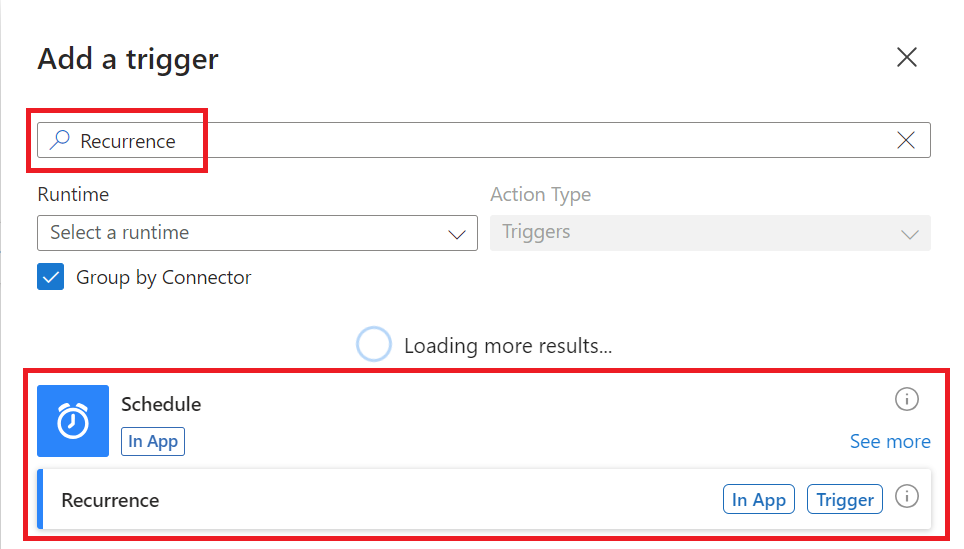 Add a trigger
Recurrence
Runtime
Action Type
Select a runtime
Triggers
Group by Connector
Loading more results...
Schedule
In App
See more
Recurrence
In App
Trigger